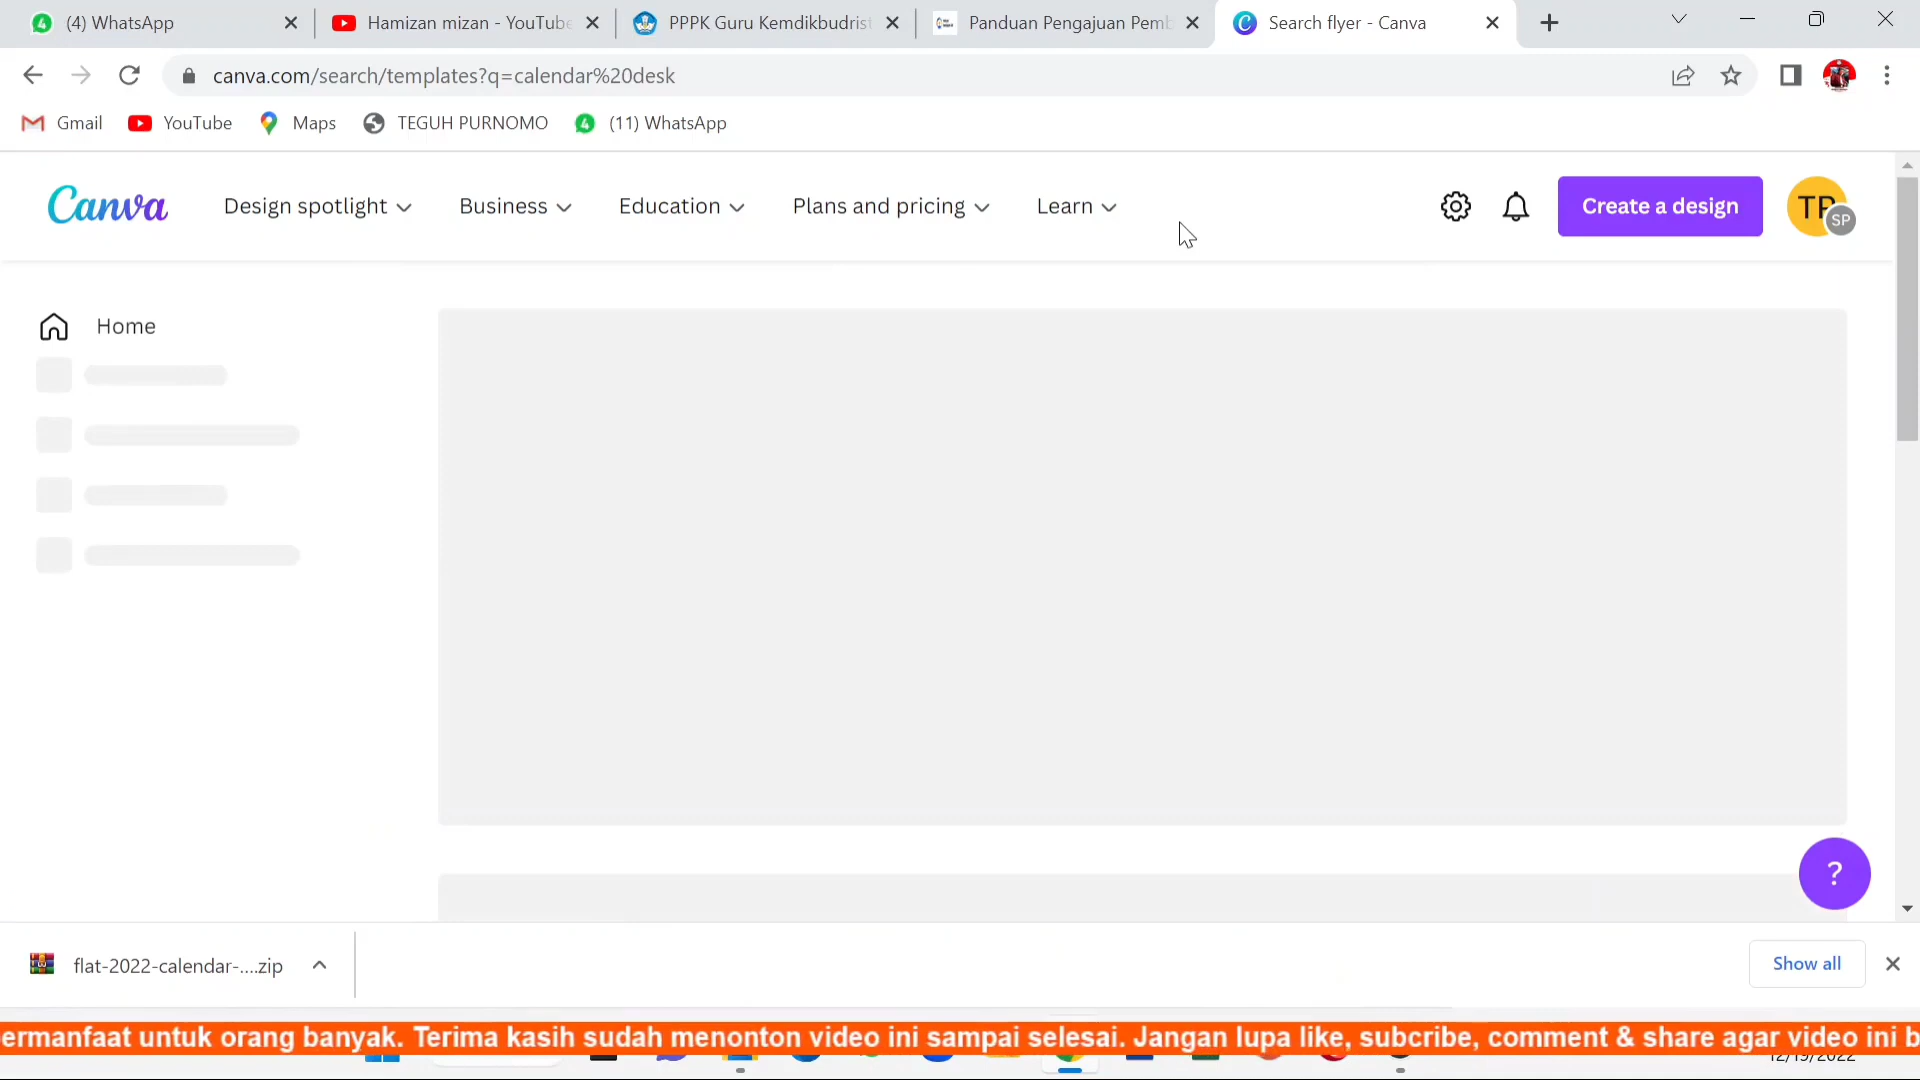 (4) WhatsApp
Hamizan mizan - YouTube
PPPK Guru Kemdikbudrist
Panduan Pengajuan Pemb
Search flyer - Canva
canva.com/search/templates?q=calendar%20desk
Gmail
YouTube
Maps
TEGUH PURNOMO
(11) WhatsApp
Canva
Design spotlight
Business
Education
Plans and pricing
Learn
Create a design
TP
SP
Home
?
flat-2022-calendar-....zip
Show all
ermanfaat untuk orang banyak. Terima kasih sudah menonton video ini sampai selesai. Jangan lupa like, subcribe, comment & share agar video ini b
12/19/2022